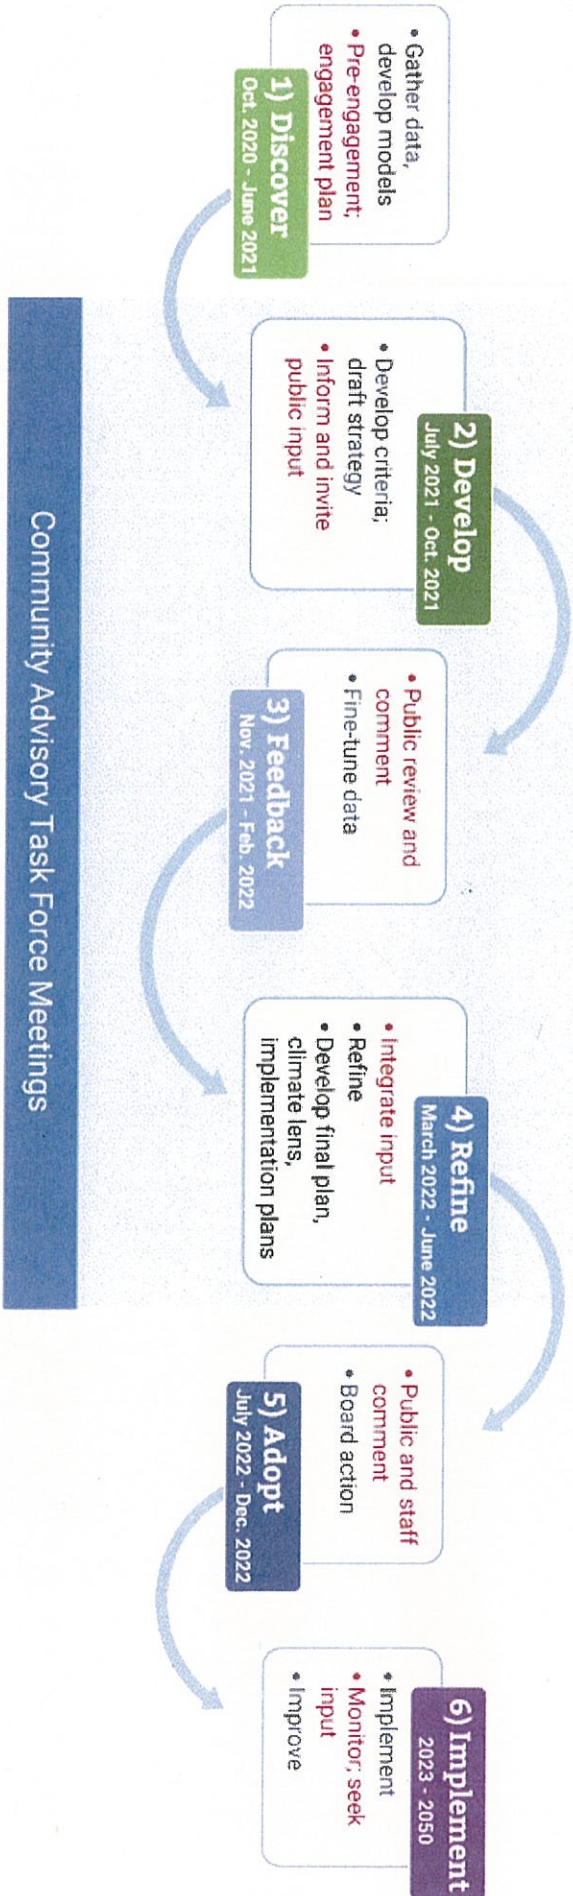 • Gather data,
develop models
• Pre-engagement;
engagement plan
1) Discover
Oct. 2020 - June 2021
2) Develop
July 2021 - Oct. 2021
• Develop criteria;
draft strategy
• Inform and invite
public input
• Public review and
comment
• Fine-tune data
3) Feedback
Nov. 2021 - Feb. 2022
4) Refine
March 2022 - June 2022
• Integrate input
• Refine
• Develop final plan,
climate lens,
implementation plans
• Public and staff
comment
• Board action
5) Adopt
July 2022 - Dec. 2022
6) Implement
2023 - 2050
• Implement
• Monitor; seek
input
• Improve
Community Advisory Task Force Meetings